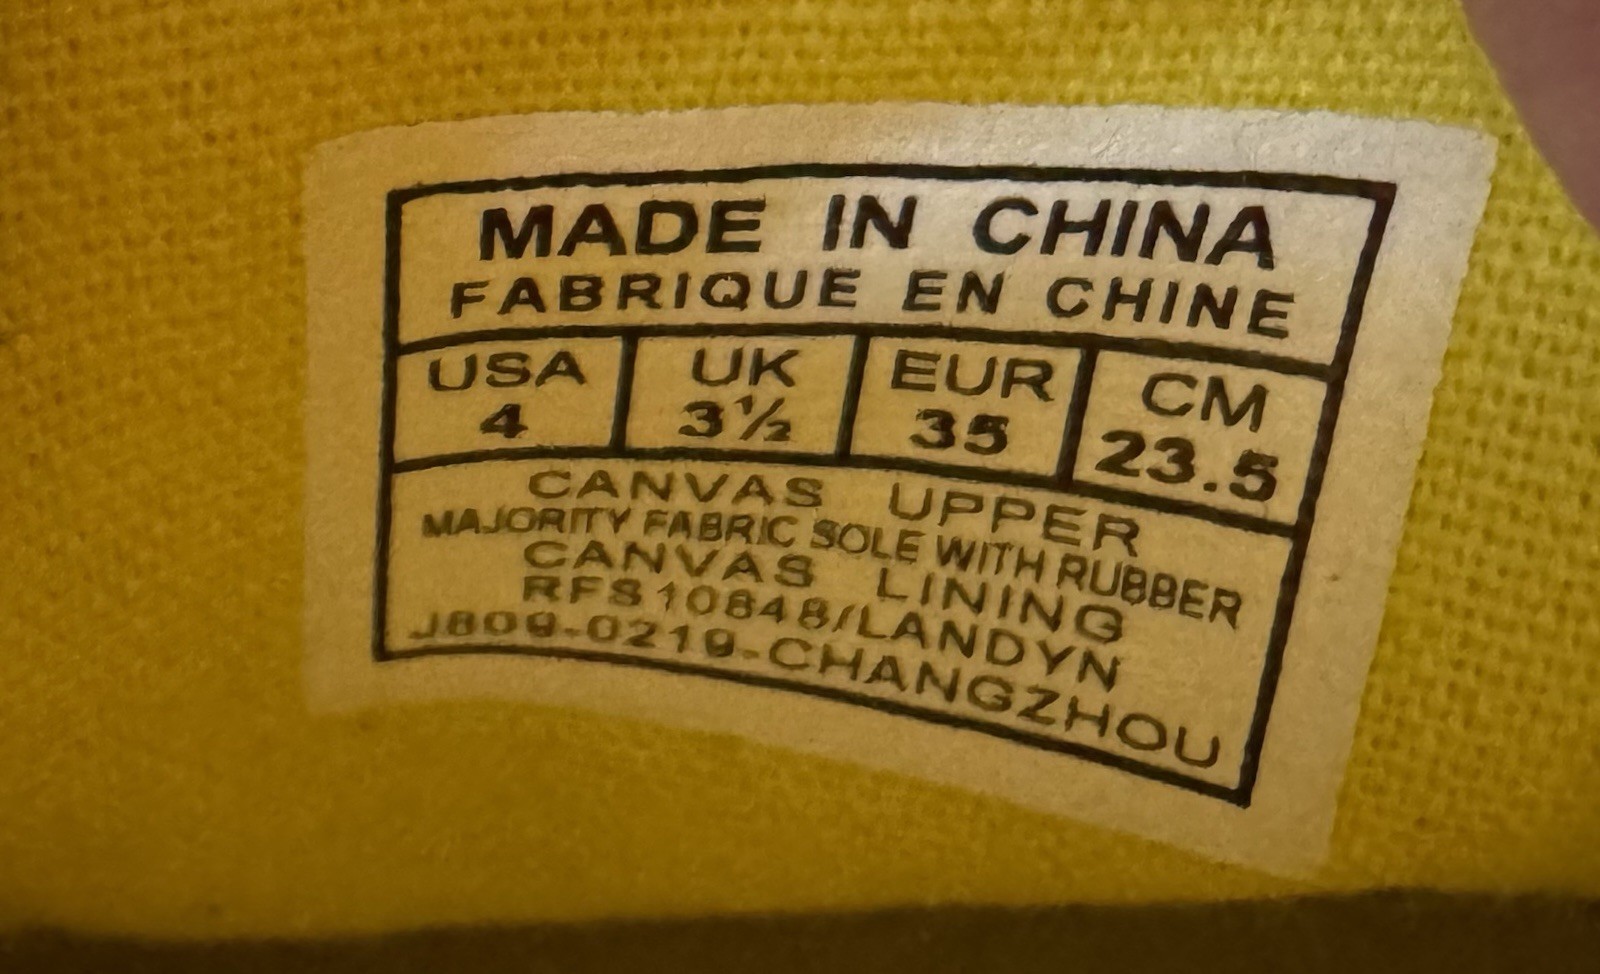 MADE IN CHINA
FABRIQUE EN CHINE
USA UK EUR CM
4 3½ 35 23.5
CANVAS UPPER
MAJORITY FABRIC SOLE WITH RUBBER
CANVAS LINING
RFS10848/LANDYN
J809-0219-CHANGZHOU